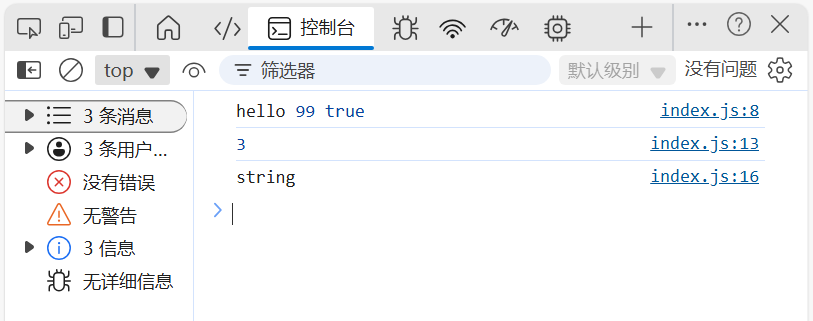 控制台
top
筛选器
默认级别
没有问题
3 条消息
3 条用户...
没有错误
无警告
3 信息
无详细信息
hello 99 true index.js:8
3 index.js:13
string index.js:16